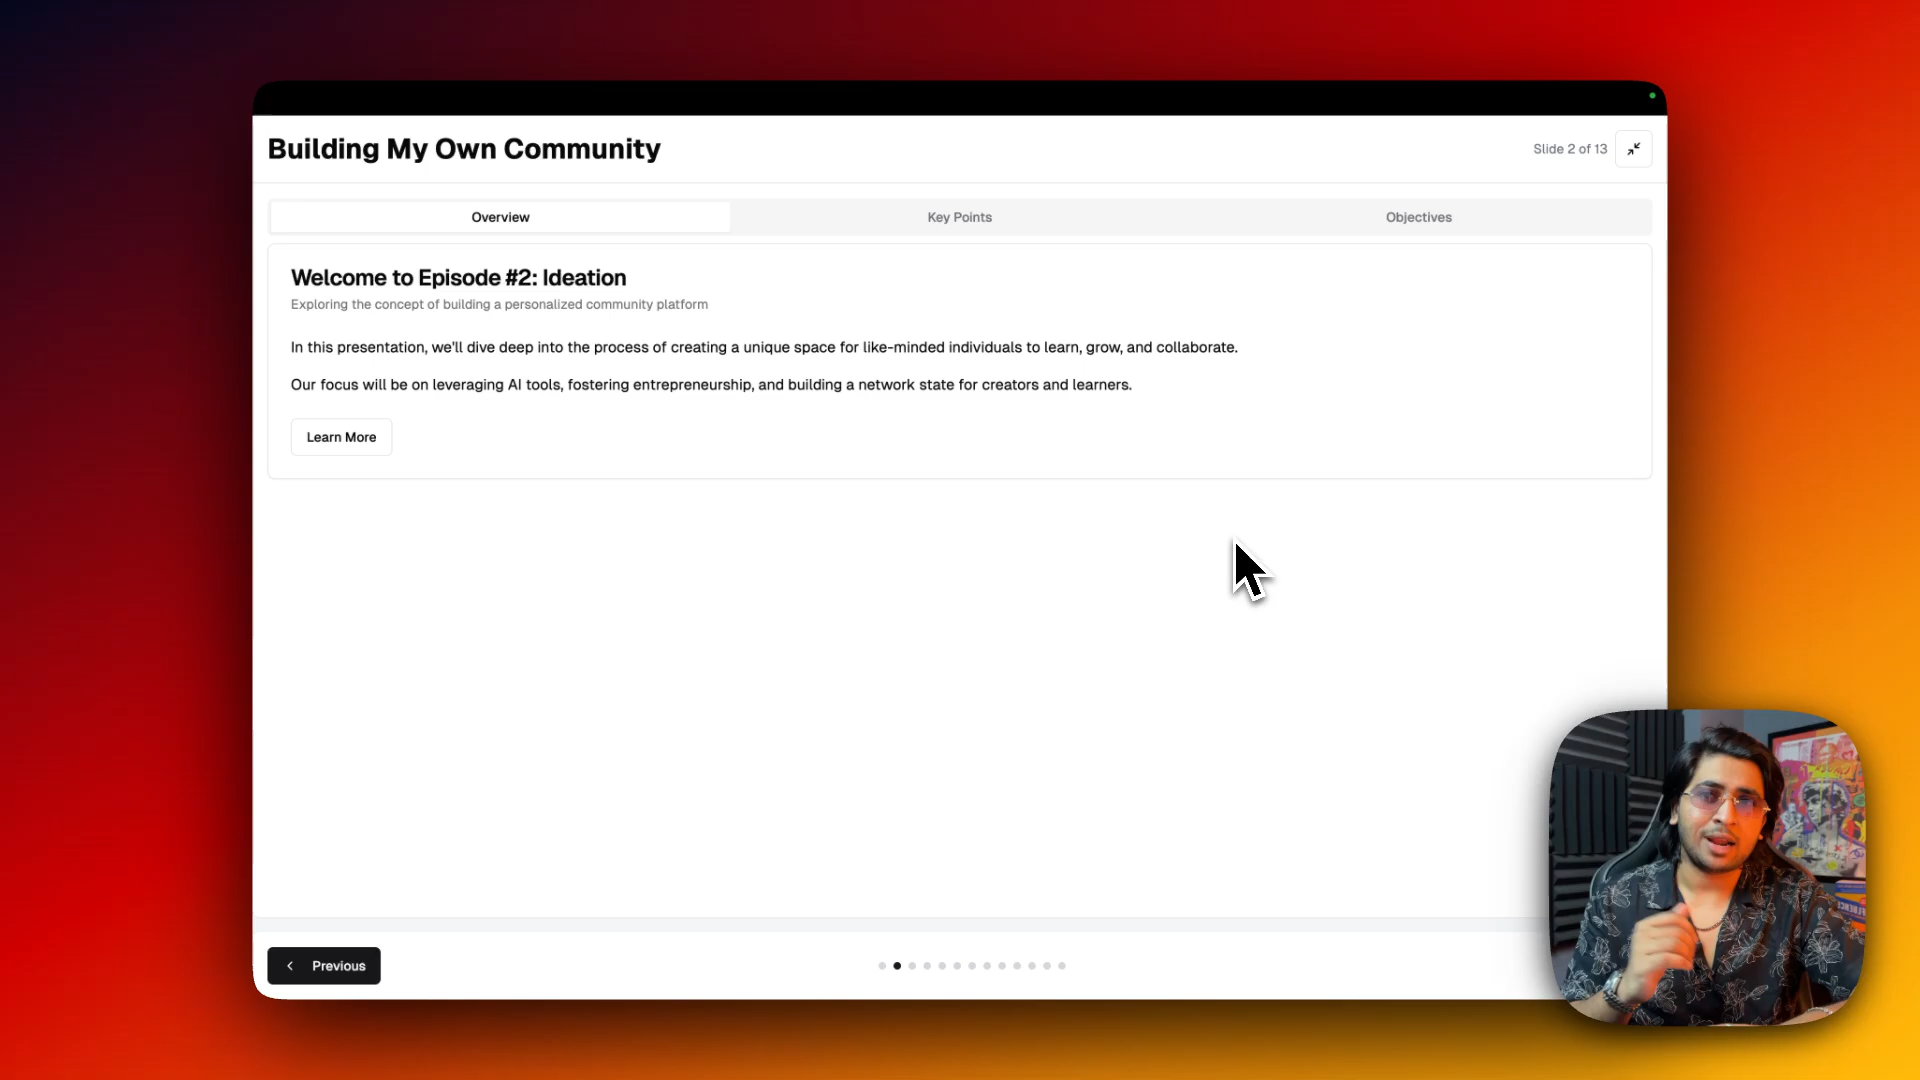 Building My Own Community
Slide 2 of 13
Overview
Key Points
Objectives
Welcome to Episode #2: Ideation
Exploring the concept of building a personalized community platform
In this presentation, we'll dive deep into the process of creating a unique space for like-minded individuals to learn, grow, and collaborate.
Our focus will be on leveraging AI tools, fostering entrepreneurship, and building a network state for creators and learners.
Learn More
Previous